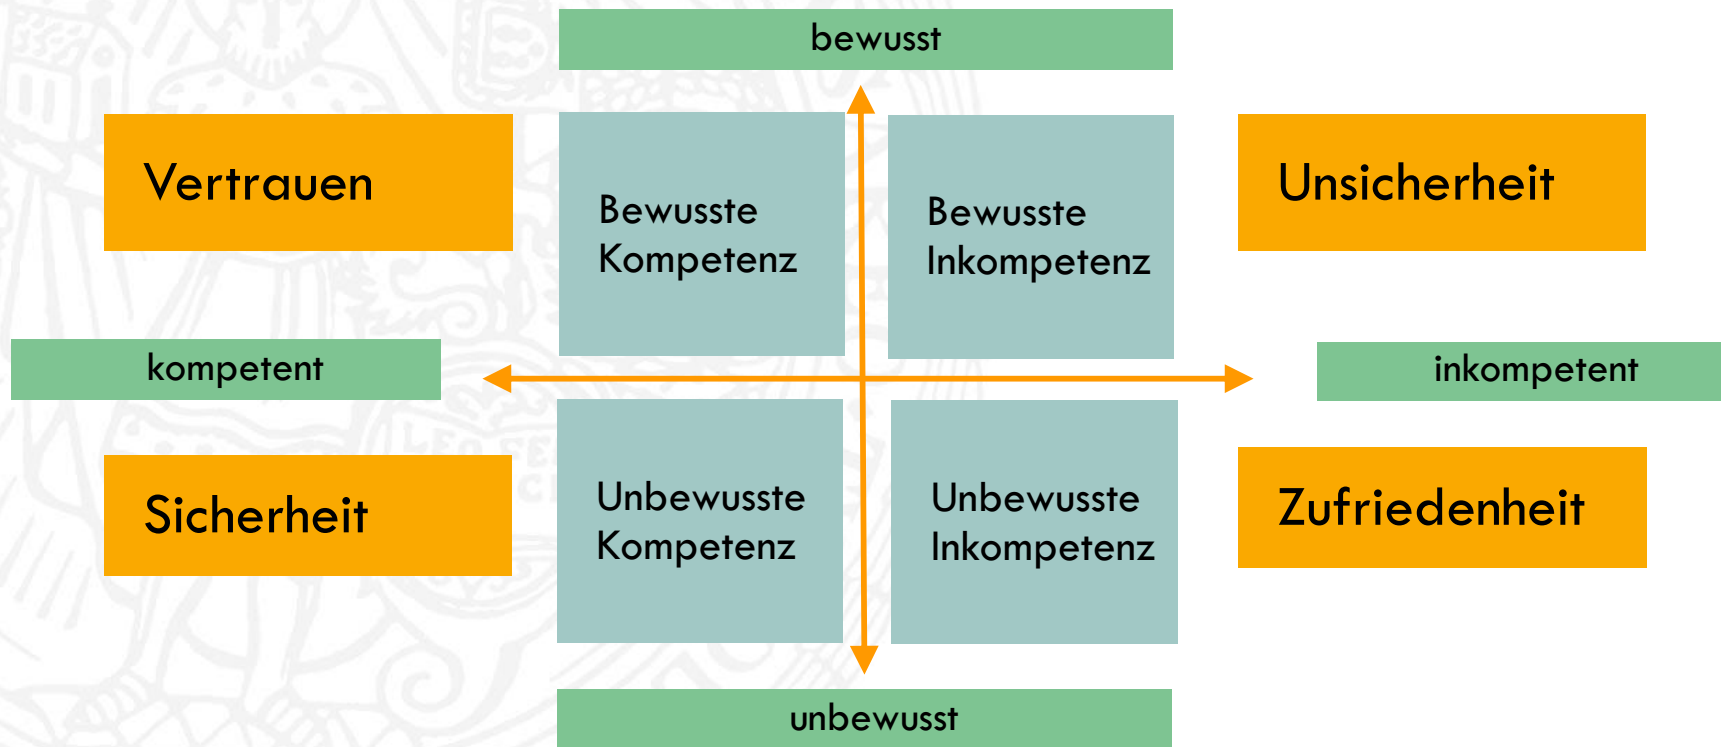 bewusst
Vertrauen
Bewusste
Kompetenz
Bewusste
Inkompetenz
Unsicherheit
kompetent
inkompetent
Sicherheit
Unbewusste
Kompetenz
Unbewusste
Inkompetenz
Zufriedenheit
unbewusst